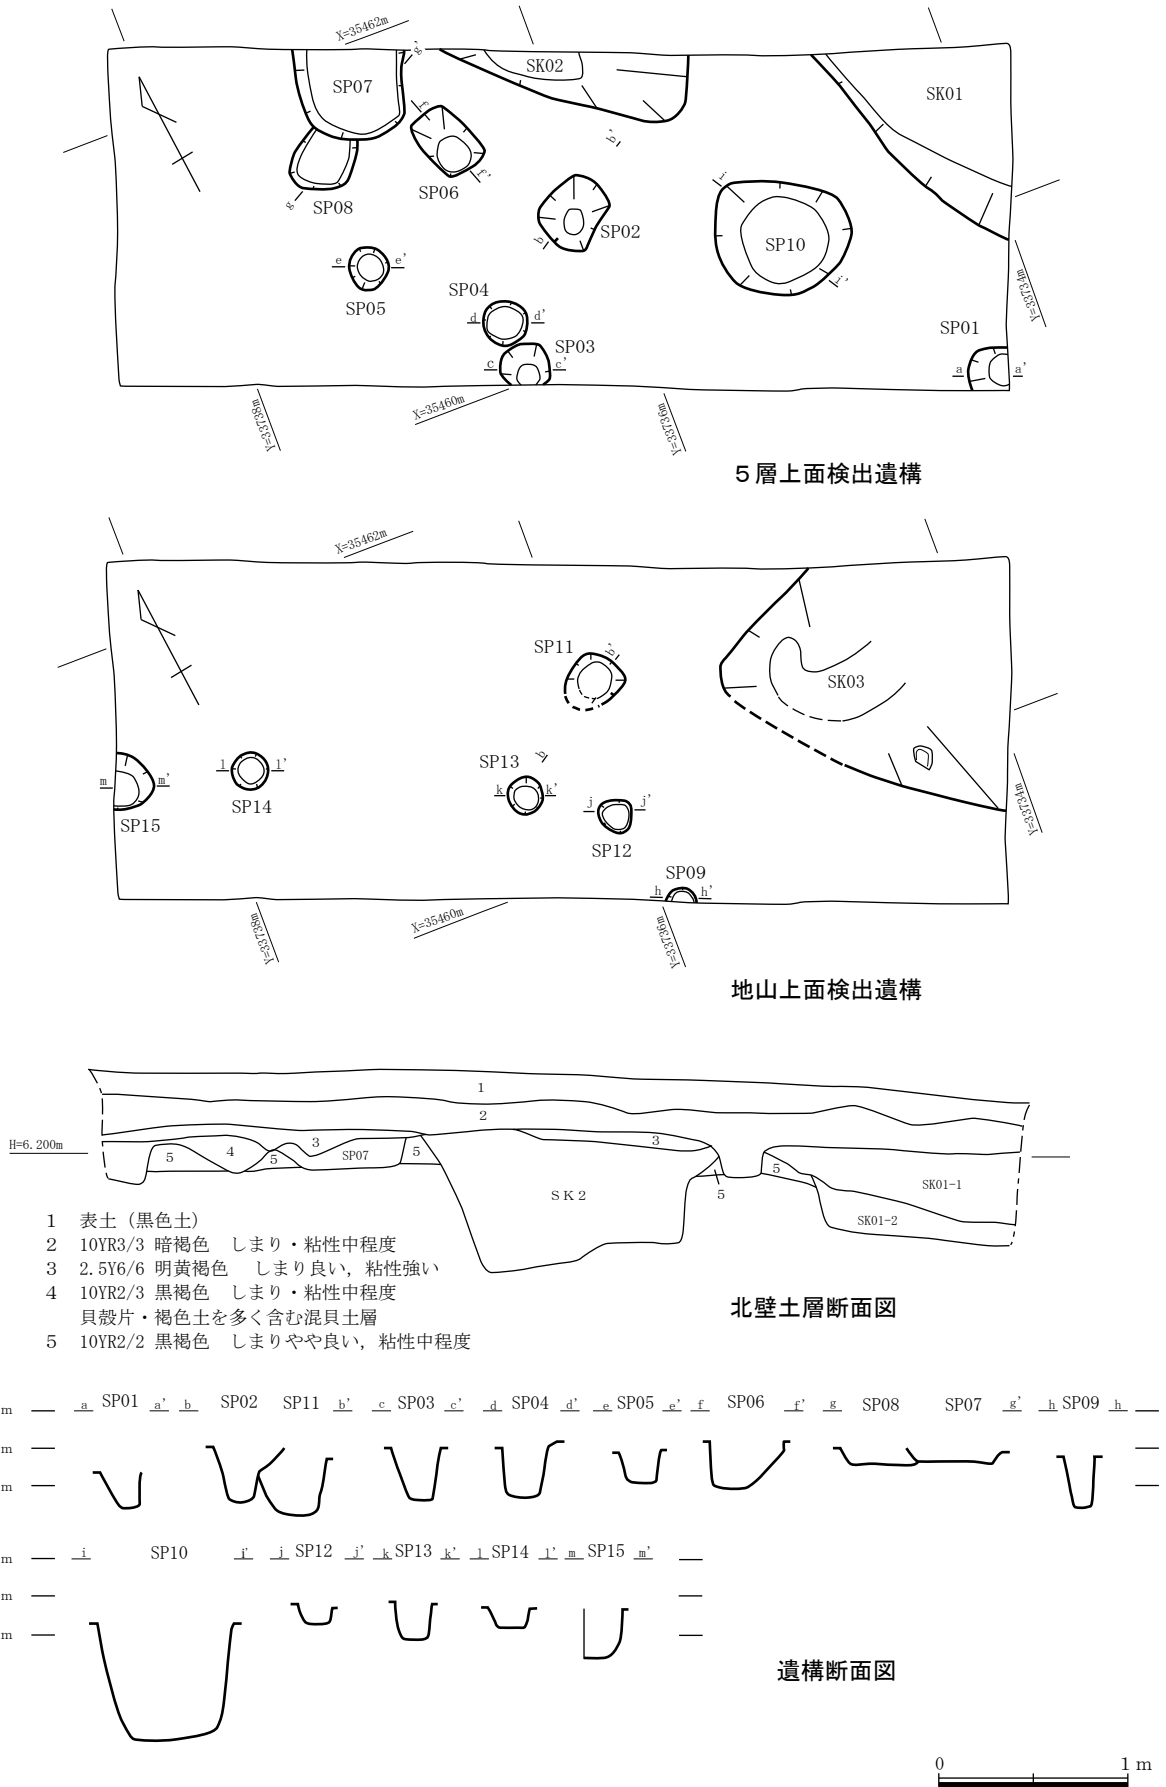 X=35462m
g'
SK02
SP07
SK01
f
b'
f'
SP06
i
g
SP08
SP02
b
SP10
e
e'
SP05
i'
Y=33734m
SP04
d
d'
SP01
SP03
c
c'
a
a'
Y=33738m
X=35460m
Y=33736m
５層上面検出遺構
X=35462m
SP11
b'
SK03
SP13
b
l
l'
m
m'
k
k'
j
j'
SP14
SP15
SP12
Y=33734m
SP09
h
h'
Y=33738m
X=35460m
Y=33736m
地山上面検出遺構
1
2
H=6.200m
3
3
4
5
5
SP07
5
5
5
SK２
SK01-1
SK01-2
1 表土（黒色土）
2 10YR3/3 暗褐色 しまり・粘性中程度
3 2.5Y6/6 明黄褐色 しまり良い，粘性強い
4 10YR2/3 黒褐色 しまり・粘性中程度
貝殻片・褐色土を多く含む混貝土層
5 10YR2/2 黒褐色 しまりやや良い，粘性中程度
北壁土層断面図
m a SP01 a' b SP02 SP11 b' c SP03 c' d SP04 d' e SP05 e' f SP06 f' g SP08 SP07 g' h SP09 h
m
m
m i SP10 i' j SP12 j' k SP13 k' l SP14 l' m SP15 m'
m
m
遺構断面図
0 1 m